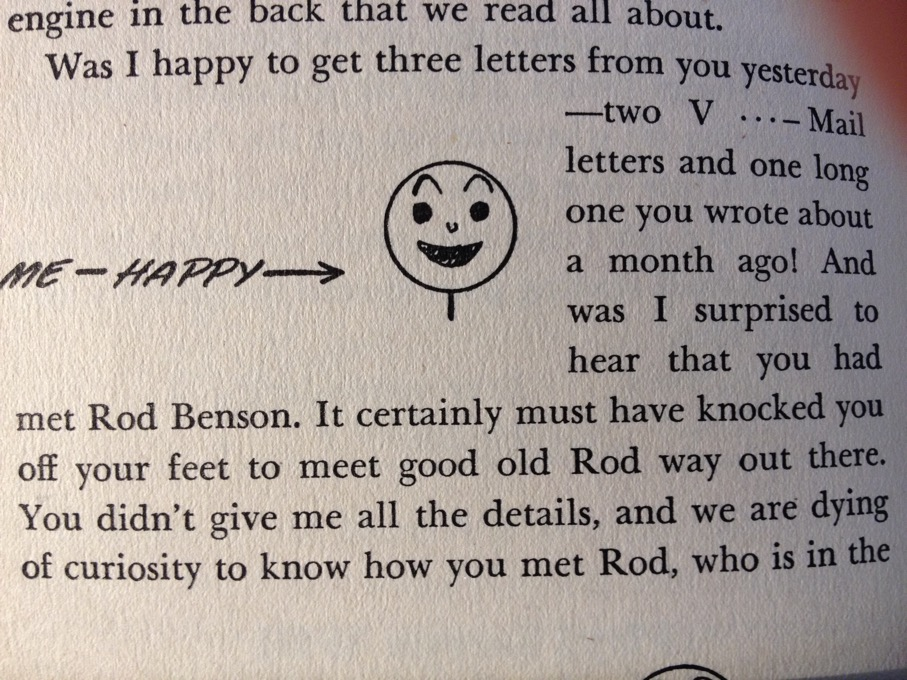 engine in the back that we read all about.
Was I happy to get three letters from you yesterday
—two V ...– Mail
letters and one long
one you wrote about
a month ago! And
was I surprised to
hear that you had
ME – HAPPY →
met Rod Benson. It certainly must have knocked you
off your feet to meet good old Rod way out there.
You didn't give me all the details, and we are dying
of curiosity to know how you met Rod, who is in the